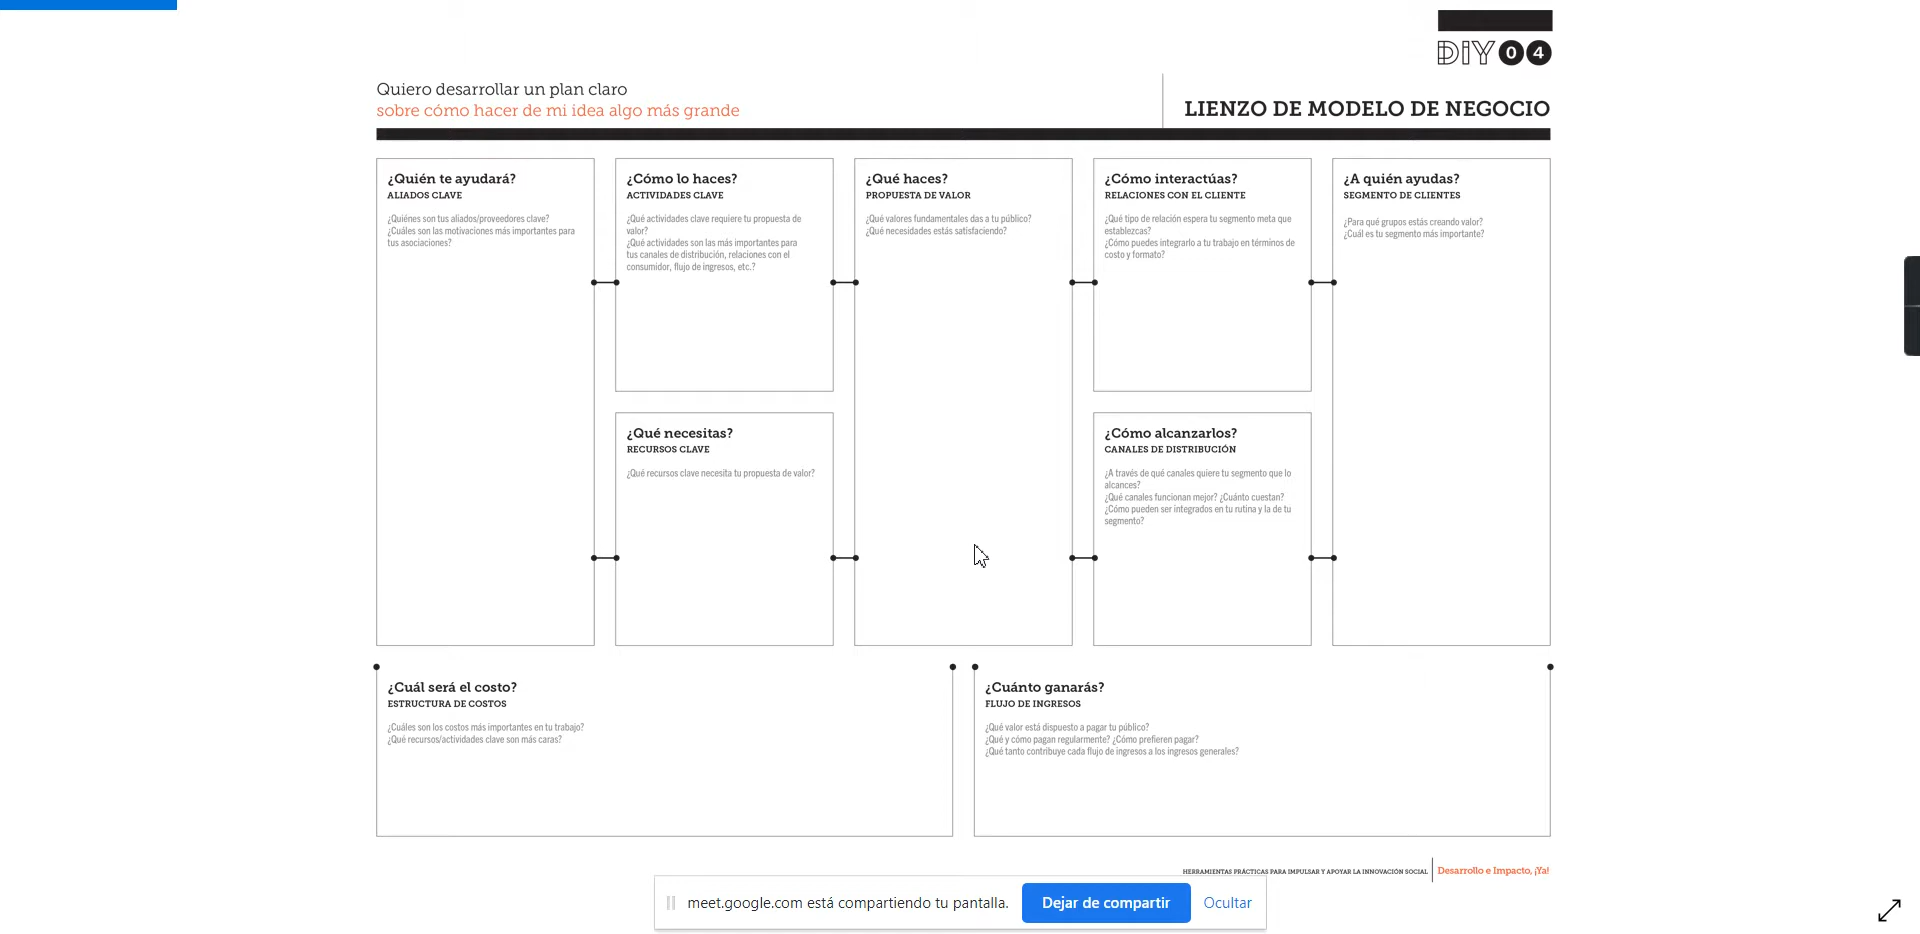 DIY 04
Quiero desarrollar un plan claro
sobre cómo hacer de mi idea algo más grande
LIENZO DE MODELO DE NEGOCIO
¿Quién te ayudará?
ALIADOS CLAVE
¿Quiénes son tus aliados/proveedores clave?
¿Cuáles son las motivaciones más importantes para
tus asociaciones?
¿Cómo lo haces?
ACTIVIDADES CLAVE
¿Qué actividades clave requiere tu propuesta de
valor?
¿Qué actividades son las más importantes para
tus canales de distribución, relaciones con el
consumidor, flujo de ingresos, etc.?
¿Qué necesitas?
RECURSOS CLAVE
¿Qué recursos clave necesita tu propuesta de valor?
¿Qué haces?
PROPUESTA DE VALOR
¿Qué valores fundamentales das a tu público?
¿Qué necesidades estás satisfaciendo?
¿Cómo interactúas?
RELACIONES CON EL CLIENTE
¿Qué tipo de relación espera tu segmento meta que
establezcas?
¿Cómo puedes integrarlo a tu trabajo en términos de
costo y formato?
¿Cómo alcanzarlos?
CANALES DE DISTRIBUCIÓN
¿A través de qué canales quiere tu segmento que lo
alcances?
¿Qué canales funcionan mejor? ¿Cuánto cuestan?
¿Cómo pueden ser integrados en tu rutina y la de tu
segmento?
¿A quién ayudas?
SEGMENTO DE CLIENTES
¿Para qué grupos estás creando valor?
¿Cuál es tu segmento más importante?
¿Cuál será el costo?
ESTRUCTURA DE COSTOS
¿Cuáles son los costos más importantes en tu trabajo?
¿Qué recursos/actividades clave son más caras?
¿Cuánto ganarás?
FLUJO DE INGRESOS
¿Qué valor está dispuesto a pagar tu público?
¿Qué y cómo pagan regularmente? ¿Cómo prefieren pagar?
¿Qué tanto contribuye cada flujo de ingresos a los ingresos generales?
HERRAMIENTAS PRÁCTICAS PARA IMPULSAR Y APOYAR LA INNOVACIÓN SOCIAL
Desarrollo e Impacto, ¡Ya!
meet.google.com está compartiendo tu pantalla.
Dejar de compartir
Ocultar